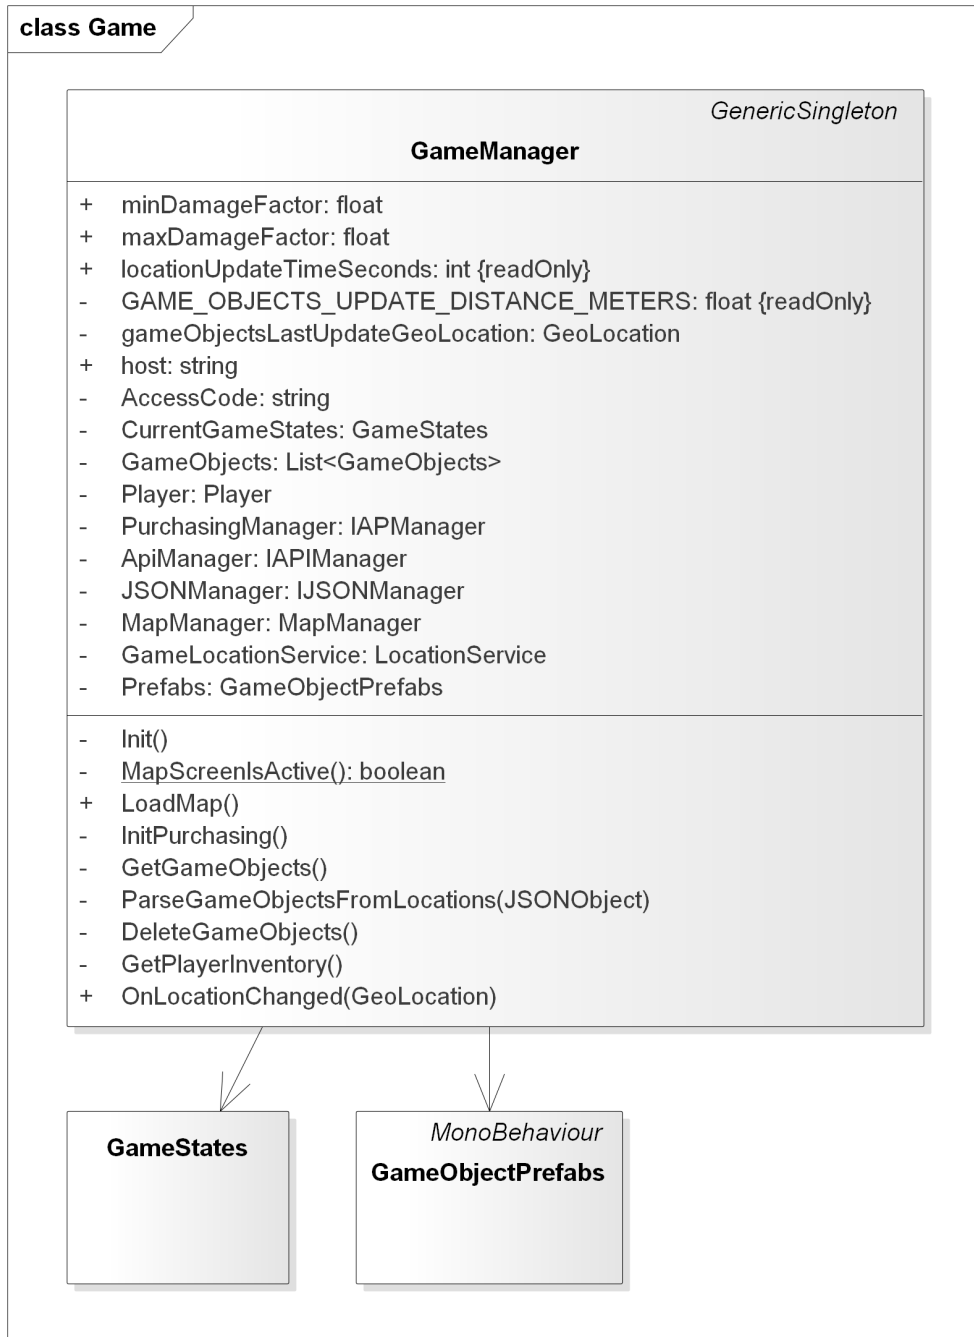 class Game
GenericSingleton
GameManager
+ minDamageFactor: float
+ maxDamageFactor: float
+ locationUpdateTimeSeconds: int {readOnly}
- GAME_OBJECTS_UPDATE_DISTANCE_METERS: float {readOnly}
- gameObjectsLastUpdateGeoLocation: GeoLocation
+ host: string
- AccessCode: string
- CurrentGameStates: GameStates
- GameObjects: List<GameObjects>
- Player: Player
- PurchasingManager: IAPManager
- ApiManager: IAPIManager
- JSONManager: IJSONManager
- MapManager: MapManager
- GameLocationService: LocationService
- Prefabs: GameObjectPrefabs
- Init()
- MapScreenIsActive(): boolean
+ LoadMap()
- InitPurchasing()
- GetGameObjects()
- ParseGameObjectsFromLocations(JSONObject)
- DeleteGameObjects()
- GetPlayerInventory()
+ OnLocationChanged(GeoLocation)
GameStates
MonoBehaviour
GameObjectPrefabs